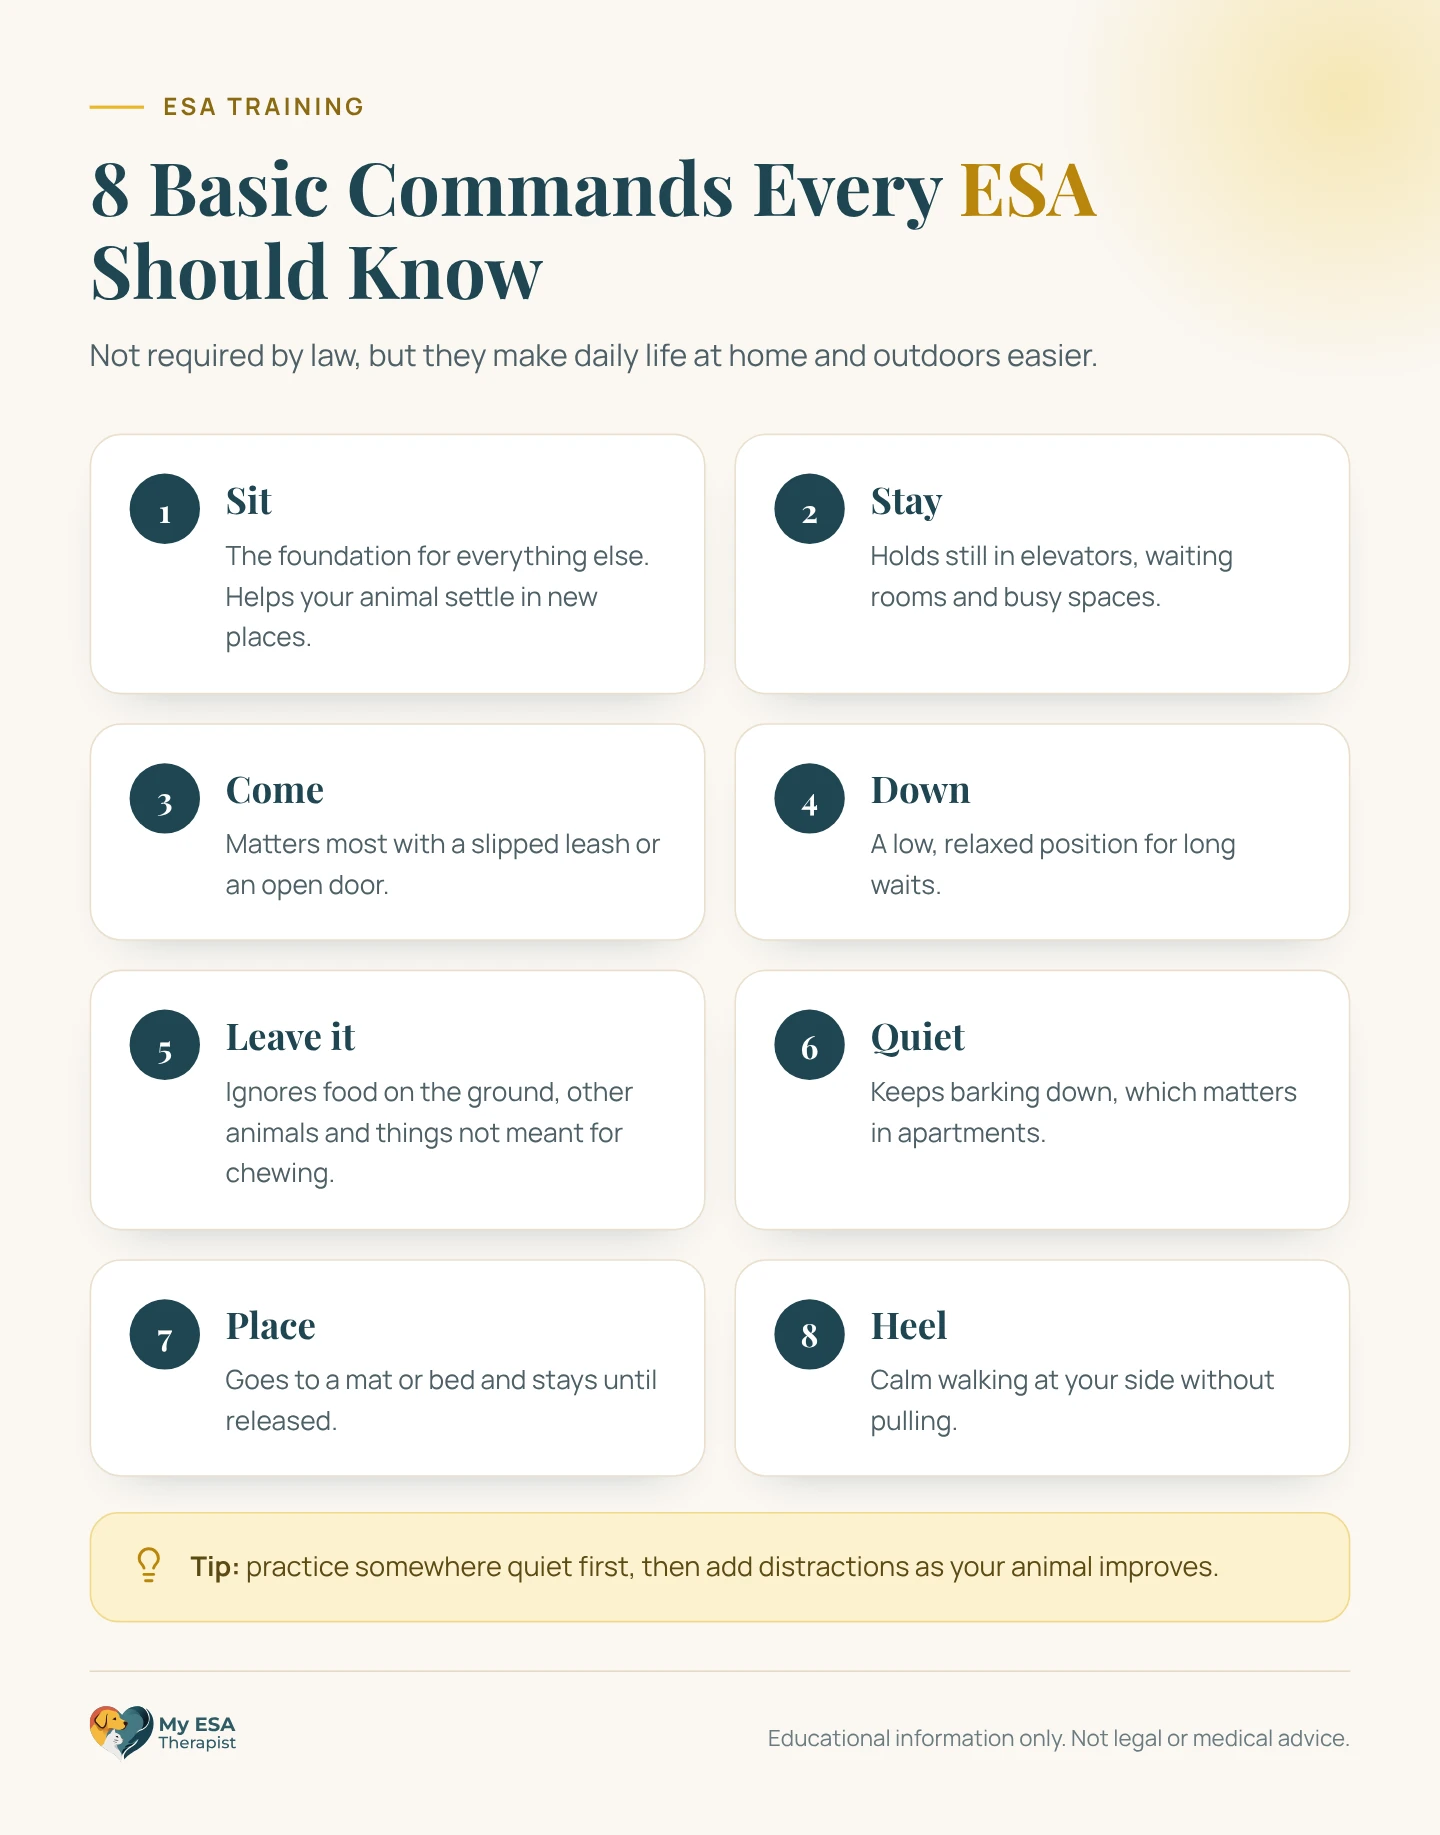 ESA TRAINING
8 Basic Commands Every ESA
Should Know
Not required by law, but they make daily life at home and outdoors easier.
1
Sit
The foundation for everything else.
Helps your animal settle in new
places.
2
Stay
Holds still in elevators, waiting
rooms and busy spaces.
3
Come
Matters most with a slipped leash or
an open door.
4
Down
A low, relaxed position for long
waits.
5
Leave it
Ignores food on the ground, other
animals and things not meant for
chewing.
6
Quiet
Keeps barking down, which matters
in apartments.
7
Place
Goes to a mat or bed and stays until
released.
8
Heel
Calm walking at your side without
pulling.
Tip: practice somewhere quiet first, then add distractions as your animal improves.
My ESA
Therapist
Educational information only. Not legal or medical advice.